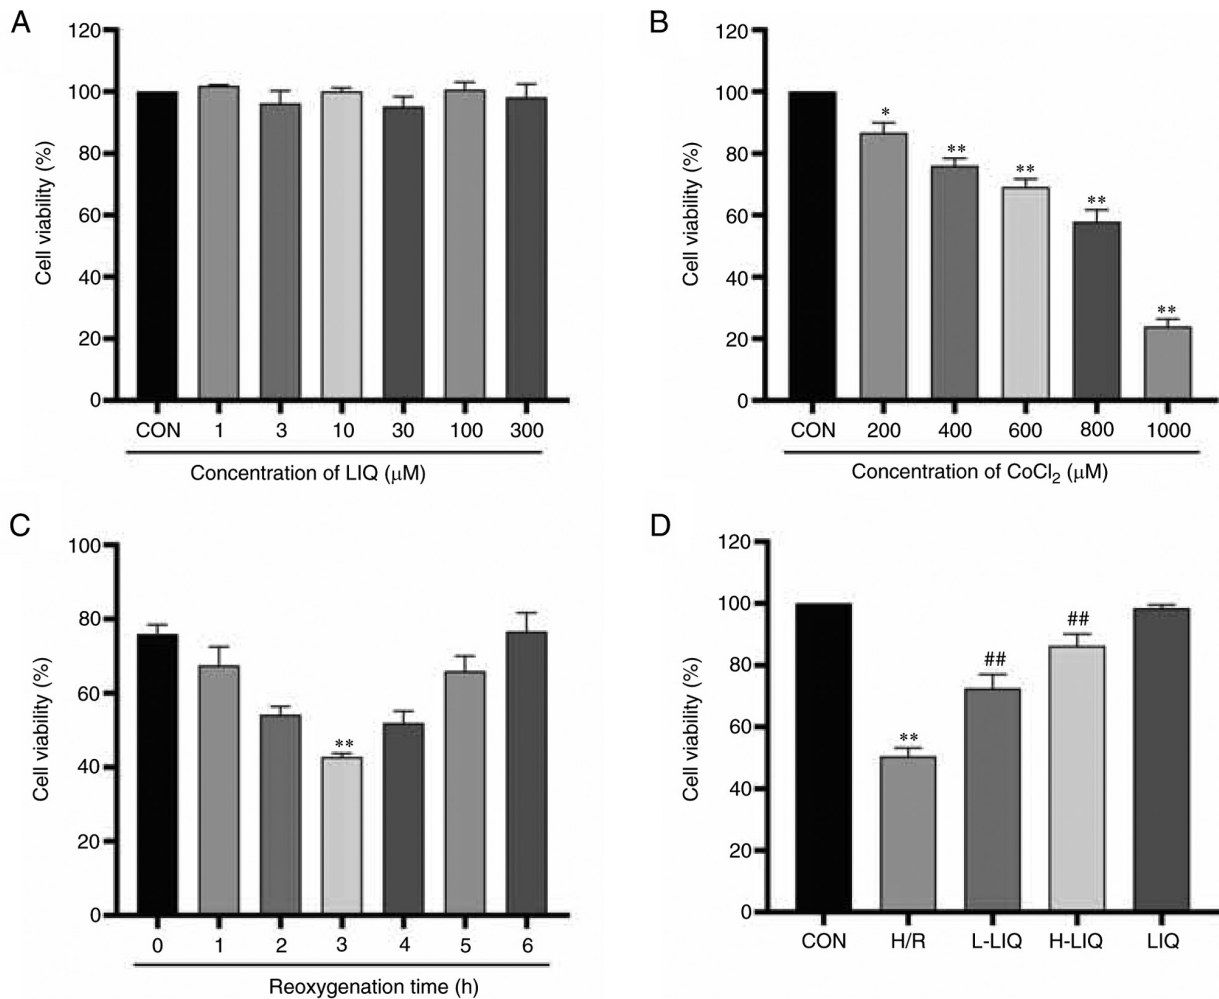 A
120
100
80
60
40
20
0
Cell viability (%)
CON 1 3 10 30 100 300
Concentration of LIQ (μM)
B
120
100
80
60
40
20
0
Cell viability (%)
*
**
**
**
**
CON 200 400 600 800 1000
Concentration of CoCl2 (μM)
C
100
80
60
40
20
0
Cell viability (%)
**
0 1 2 3 4 5 6
Reoxygenation time (h)
D
120
100
80
60
40
20
0
Cell viability (%)
**
##
##
CON H/R L-LIQ H-LIQ LIQ